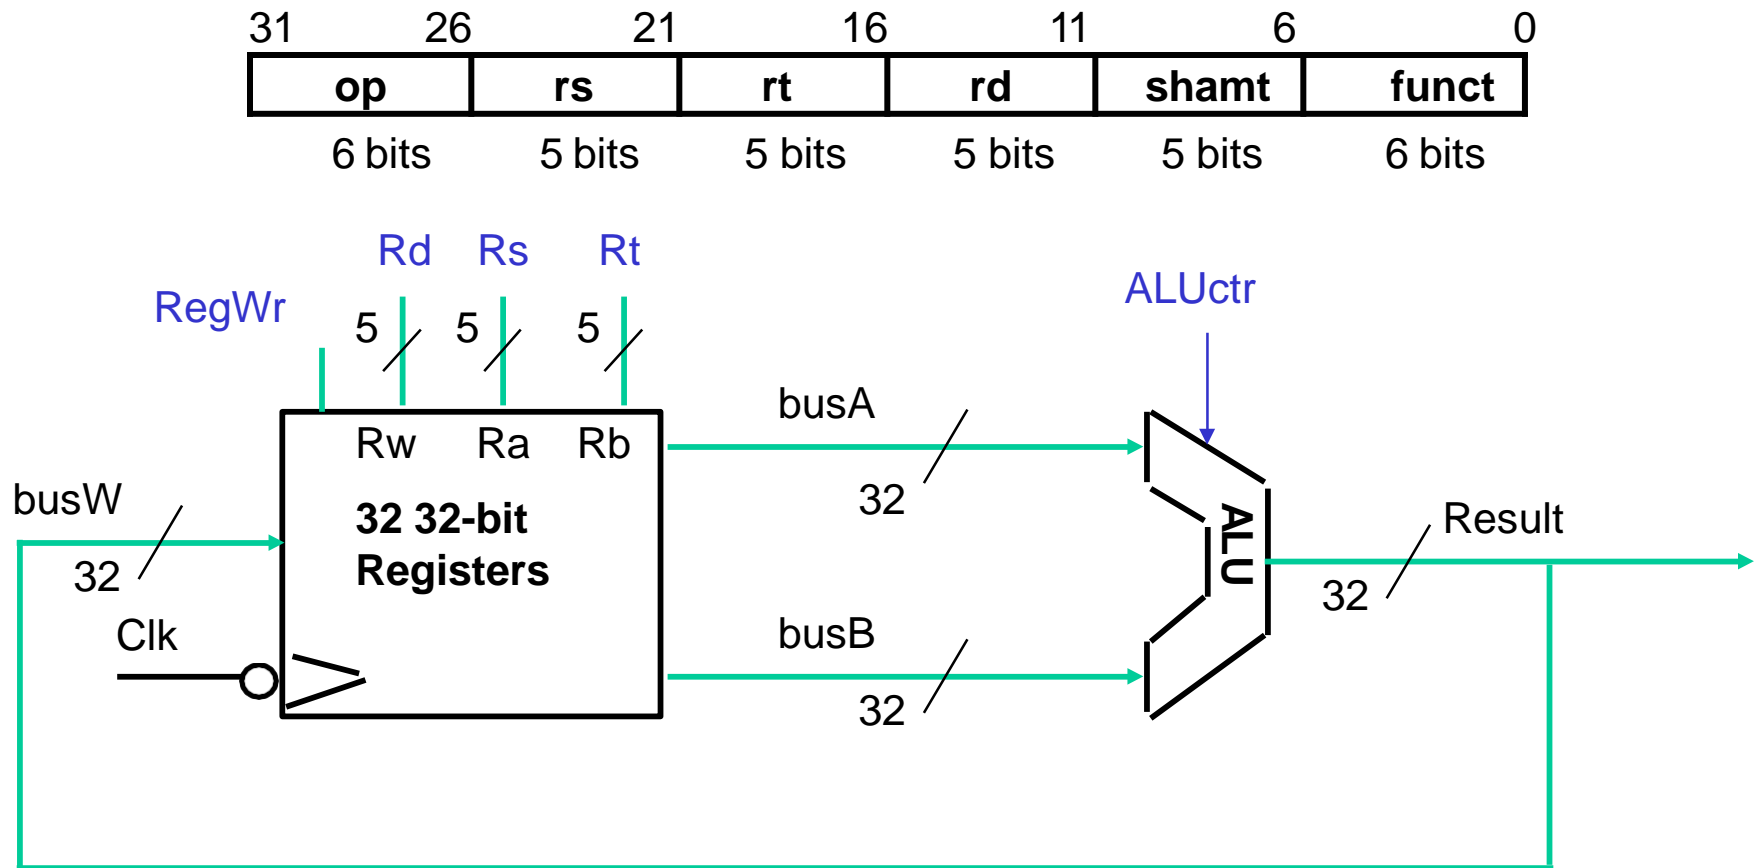 31 26 21 16 11 6 0
op rs rt rd shamt funct
6 bits 5 bits 5 bits 5 bits 5 bits 6 bits
Rd Rs Rt
RegWr
ALUctr
5 5 5
busA
Rw Ra Rb
32
busW
32 32-bit
Registers
32
ALU
Result
32
Clk
busB
32